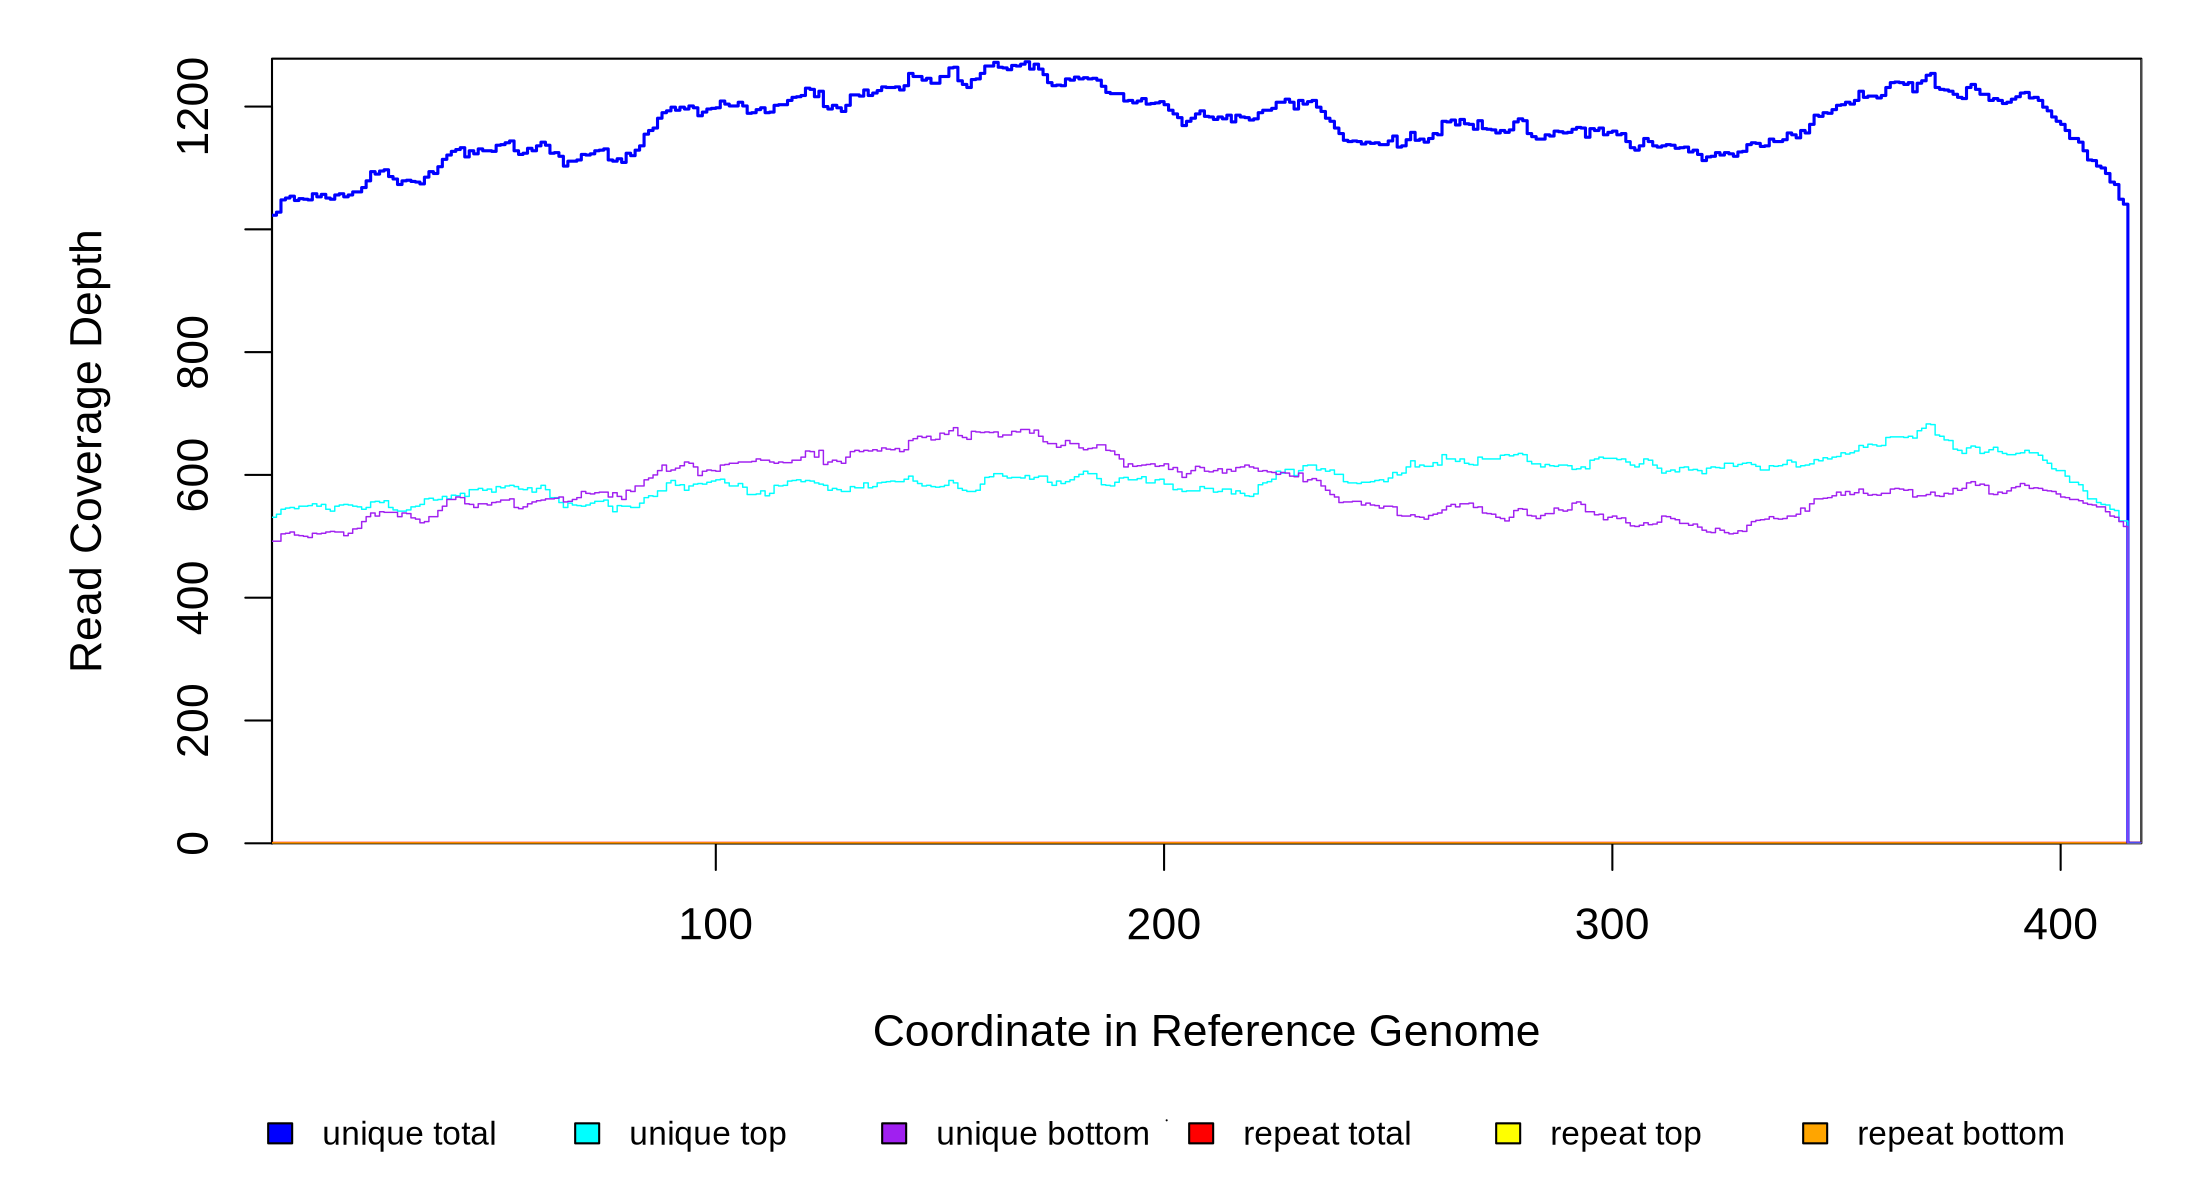 Read Coverage Depth
1200
800
600
400
200
0
100 200 300 400
Coordinate in Reference Genome
unique total unique top unique bottom repeat total repeat top repeat bottom